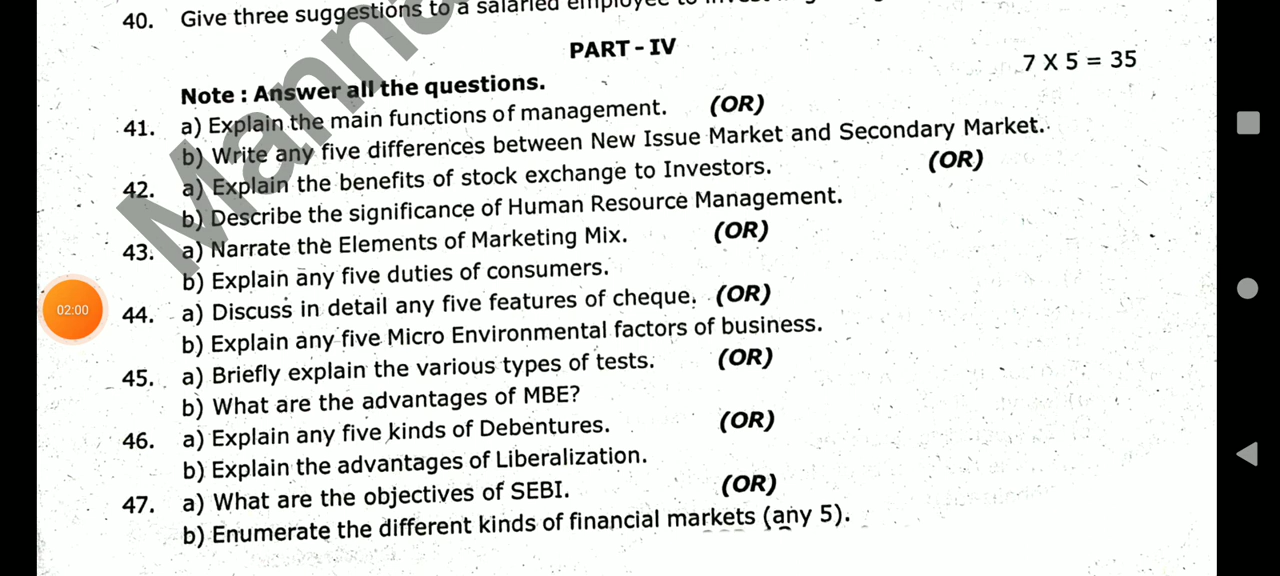 40. Give three suggestions to a salaried employee to invest
PART - IV
Note : Answer all the questions. 7 X 5 = 35
41. a) Explain the main functions of management. (OR)
b) Write any five differences between New Issue Market and Secondary Market.
42. a) Explain the benefits of stock exchange to Investors. (OR)
b) Describe the significance of Human Resource Management.
43. a) Narrate the Elements of Marketing Mix. (OR)
b) Explain any five duties of consumers.
44. a) Discuss in detail any five features of cheque. (OR)
b) Explain any five Micro Environmental factors of business.
45. a) Briefly explain the various types of tests. (OR)
b) What are the advantages of MBE?
46. a) Explain any five kinds of Debentures. (OR)
b) Explain the advantages of Liberalization.
47. a) What are the objectives of SEBI. (OR)
b) Enumerate the different kinds of financial markets (any 5).
02:00